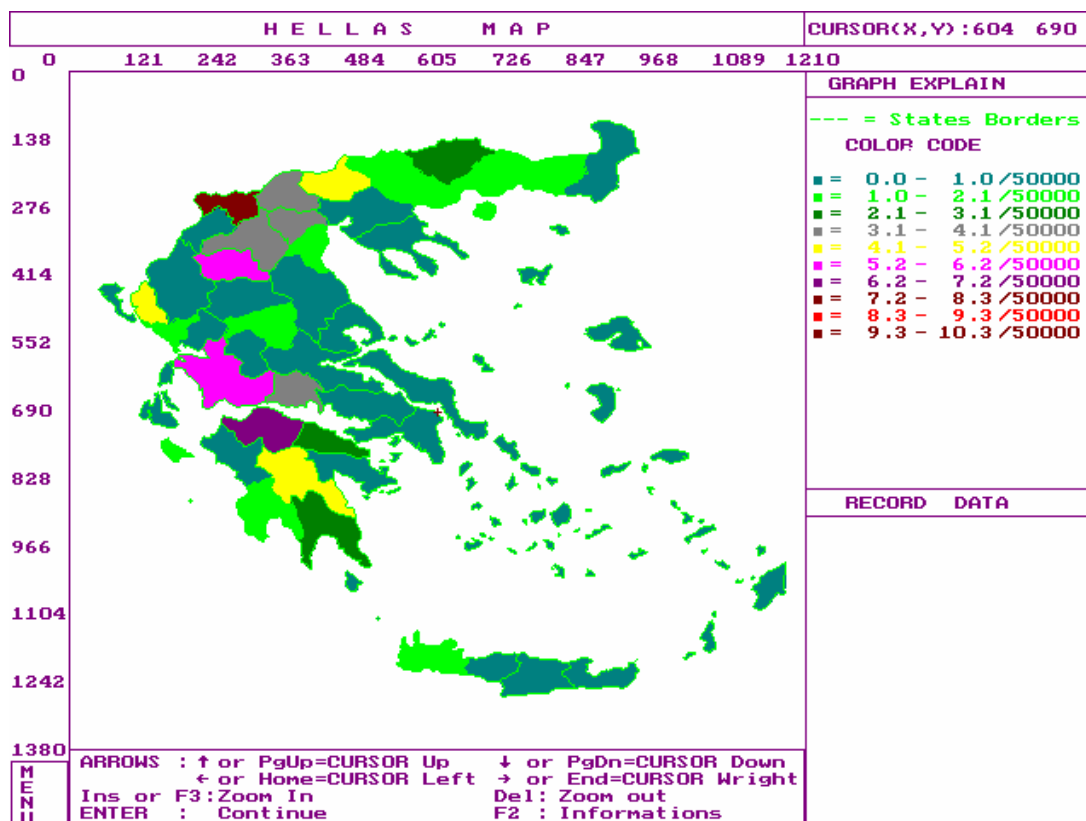 HELLAS MAP
CURSOR(X,Y):604 690
0 121 242 363 484 605 726 847 968 1089 1210
0
138
276
414
552
690
828
966
1104
1242
1380
GRAPH EXPLAIN
--- = States Borders
COLOR CODE
■ = 0.0 - 1.0/50000
■ = 1.0 - 2.1/50000
■ = 2.1 - 3.1/50000
■ = 3.1 - 4.1/50000
■ = 4.1 - 5.2/50000
■ = 5.2 - 6.2/50000
■ = 6.2 - 7.2/50000
■ = 7.2 - 8.3/50000
■ = 8.3 - 9.3/50000
■ = 9.3 - 10.3/50000
RECORD DATA
MENU
ARROWS : ↑ or PgUp=CURSOR Up ↓ or PgDn=CURSOR Down
← or Home=CURSOR Left → or End=CURSOR Wright
Ins or F3:Zoom In Del: Zoom out
ENTER : Continue F2 : Informations